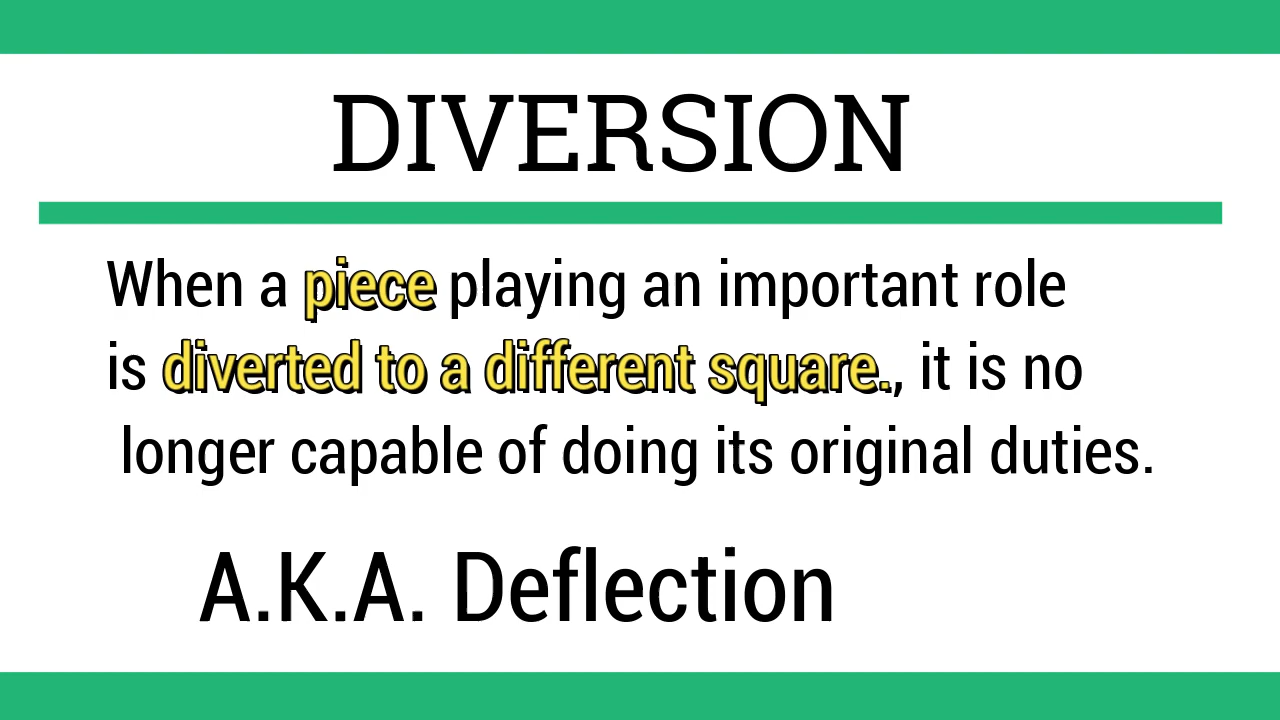 DIVERSION
When a piece playing an important role
is diverted to a different square., it is no
longer capable of doing its original duties.
A.K.A. Deflection